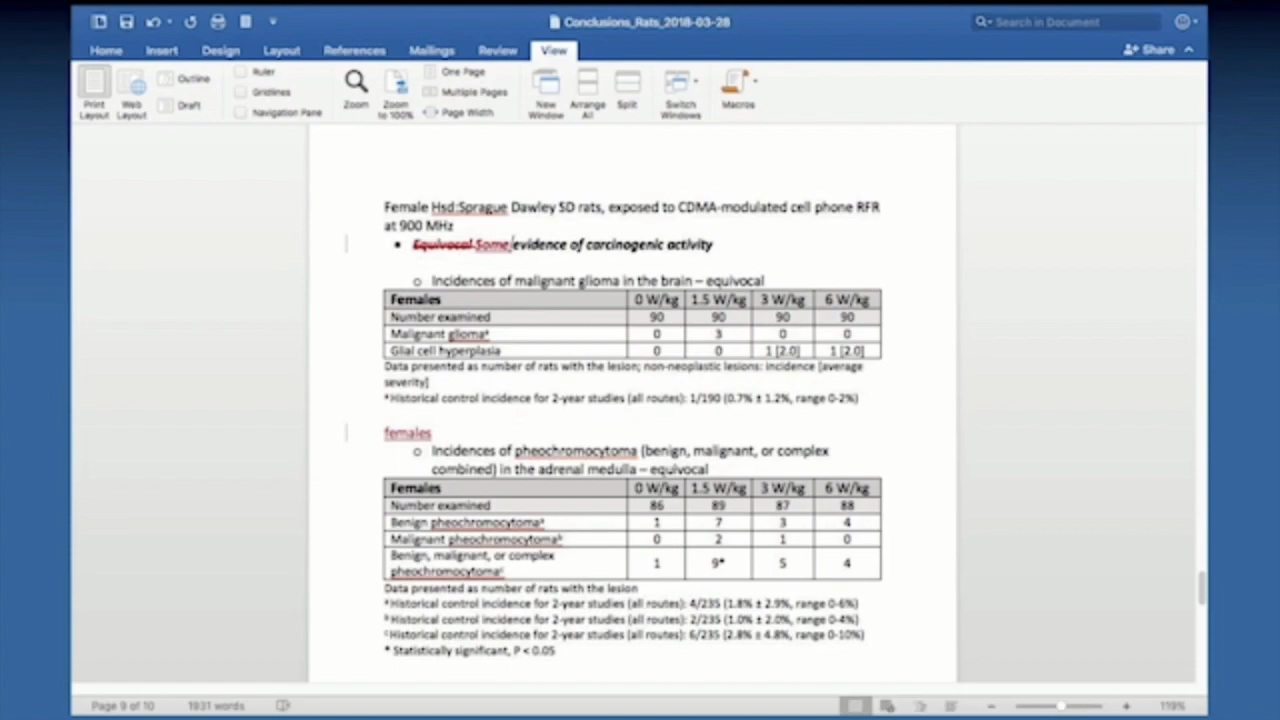 Conclusions_Rats_2018-03-28
Search in Document
Home Insert Design Layout References Mailings Review View Share
Print Layout
Web Layout
Outline
Draft
Ruler
Gridlines
Navigation Pane
Zoom
Zoom to 100%
One Page
Multiple Pages
Page Width
New Window
Arrange All
Split
Switch Windows
Macros
Female Hsd:Sprague Dawley SD rats, exposed to CDMA-modulated cell phone RFR
at 900 MHz
• Equivocal Some evidence of carcinogenic activity
o Incidences of malignant glioma in the brain – equivocal
Females 0 W/kg 1.5 W/kg 3 W/kg 6 W/kg
Number examined 90 90 90 90
Malignant gliomaᵃ 0 3 0 0
Glial cell hyperplasia 0 0 1 [2.0] 1 [2.0]
Data presented as number of rats with the lesion; non-neoplastic lesions: incidence [average
severity]
ᵃ Historical control incidence for 2-year studies (all routes): 1/190 (0.7% ± 1.2%, range 0-2%)
females
o Incidences of pheochromocytoma (benign, malignant, or complex
combined) in the adrenal medulla – equivocal
Females 0 W/kg 1.5 W/kg 3 W/kg 6 W/kg
Number examined 86 89 87 88
Benign pheochromocytomaᵃ 1 7 3 4
Malignant pheochromocytomaᵇ 0 2 1 0
Benign, malignant, or complex
pheochromocytomaᶜ 1 9* 5 4
Data presented as number of rats with the lesion
ᵃ Historical control incidence for 2-year studies (all routes): 4/235 (1.8% ± 2.9%, range 0-6%)
ᵇ Historical control incidence for 2-year studies (all routes): 2/235 (1.0% ± 2.0%, range 0-4%)
ᶜ Historical control incidence for 2-year studies (all routes): 6/235 (2.8% ± 4.8%, range 0-10%)
* Statistically significant, P < 0.05
Page 9 of 10 1931 words 119%